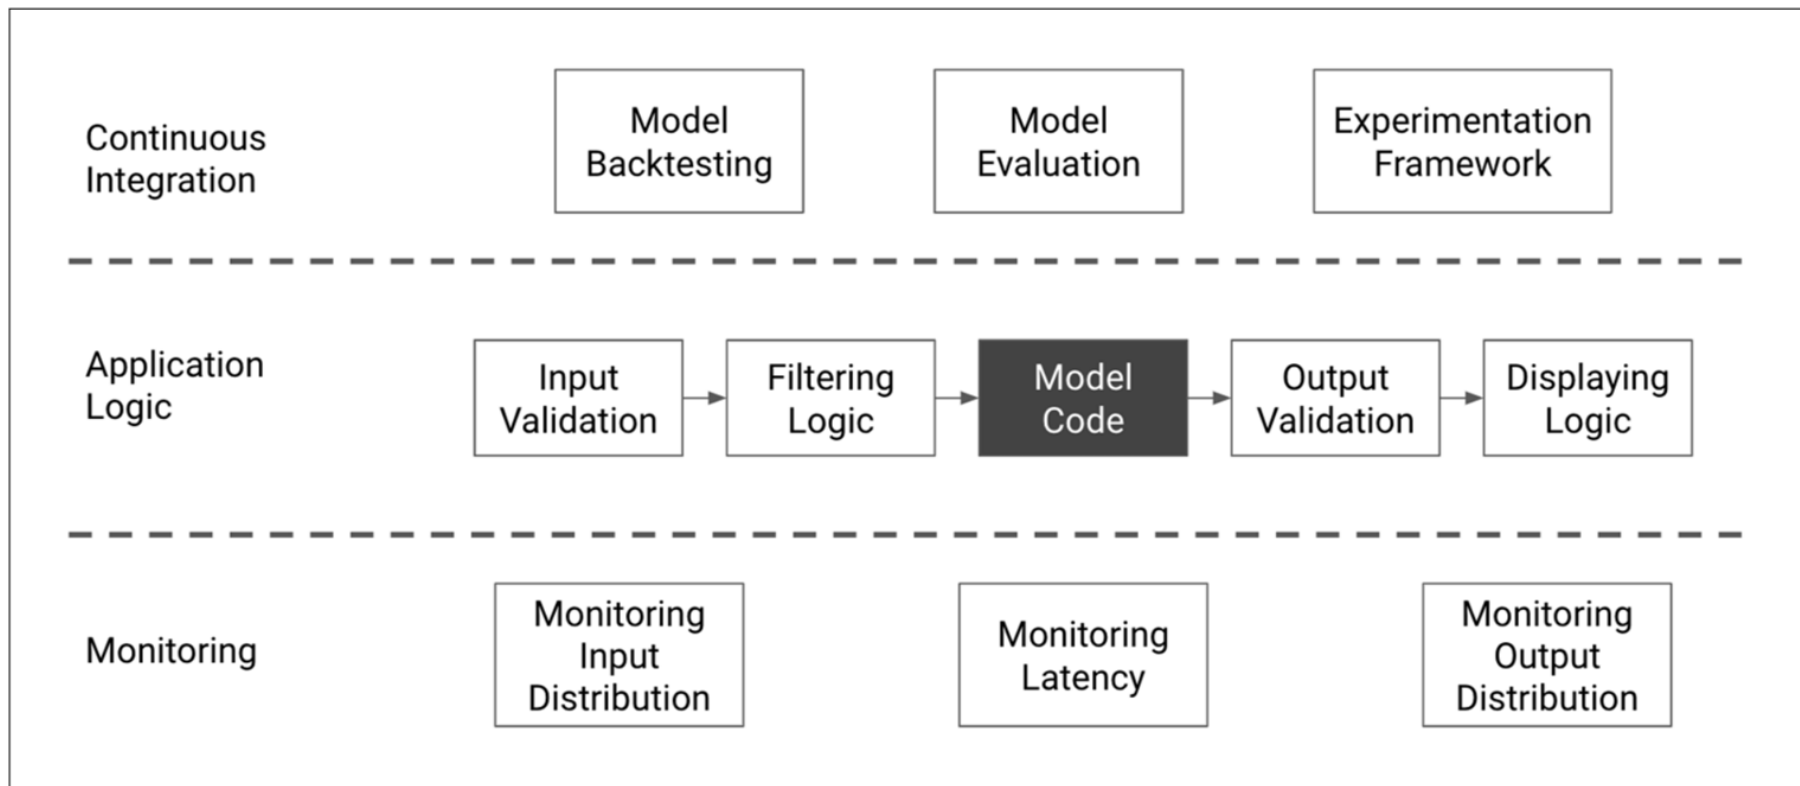 Continuous
Integration
Model
Backtesting
Model
Evaluation
Experimentation
Framework
Application
Logic
Input
Validation
Filtering
Logic
Model
Code
Output
Validation
Displaying
Logic
Monitoring
Monitoring
Input
Distribution
Monitoring
Latency
Monitoring
Output
Distribution